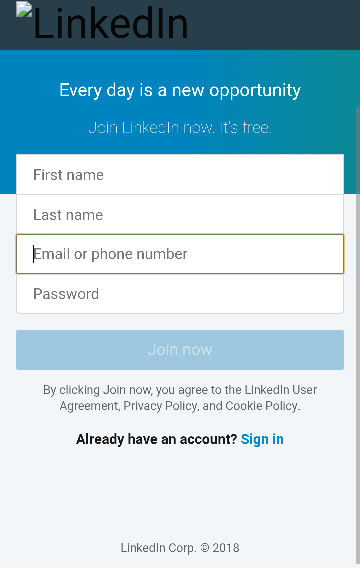 LinkedIn
Every day is a new opportunity
Join LinkedIn now. It's free.
First name
Last name
Email or phone number
Password
Join now
By clicking Join now, you agree to the LinkedIn User
Agreement, Privacy Policy, and Cookie Policy.
Already have an account? Sign in
LinkedIn Corp. © 2018